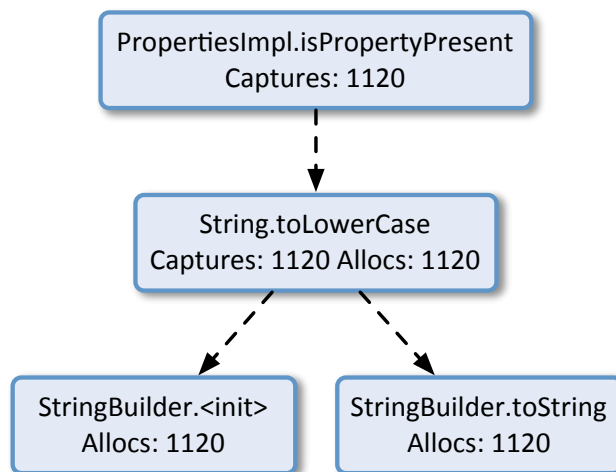 PropertiesImpl.isPropertyPresent
Captures: 1120
String.toLowerCase
Captures: 1120 Allocs: 1120
StringBuilder.<init>
Allocs: 1120
StringBuilder.toString
Allocs: 1120